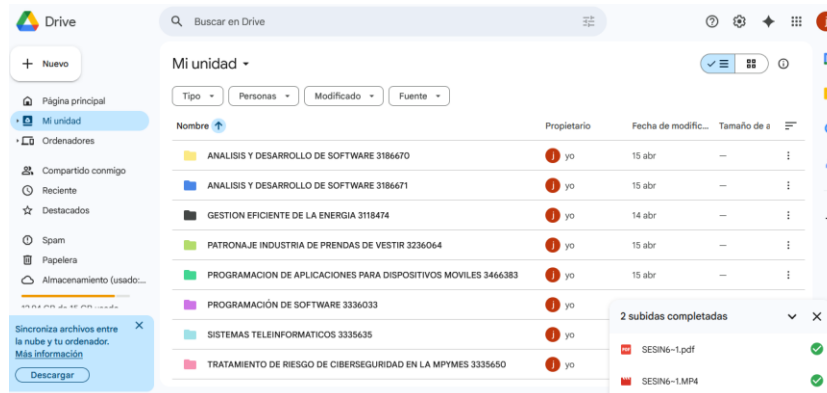 Drive
Buscar en Drive
Nuevo
Página principal
Mi unidad
Ordenadores
Compartido conmigo
Reciente
Destacados
Spam
Papelera
Almacenamiento (usado:...
Sincroniza archivos entre
la nube y tu ordenador.
Más información
Descargar
Mi unidad
Tipo Personas Modificado Fuente
Nombre Propietario Fecha de modific... Tamaño de a
ANALISIS Y DESARROLLO DE SOFTWARE 3186670 j yo 15 abr —
ANALISIS Y DESARROLLO DE SOFTWARE 3186671 j yo 15 abr —
GESTION EFICIENTE DE LA ENERGIA 3118474 j yo 14 abr —
PATRONAJE INDUSTRIA DE PRENDAS DE VESTIR 3236064 j yo 15 abr —
PROGRAMACION DE APLICACIONES PARA DISPOSITIVOS MOVILES 3466383 j yo 15 abr —
PROGRAMACIÓN DE SOFTWARE 3336033 j yo
SISTEMAS TELEINFORMATICOS 3335635 j yo
TRATAMIENTO DE RIESGO DE CIBERSEGURIDAD EN LA MPYMES 3335650 j yo
2 subidas completadas
PDF SESIN6~1.pdf
SESIN6~1.MP4